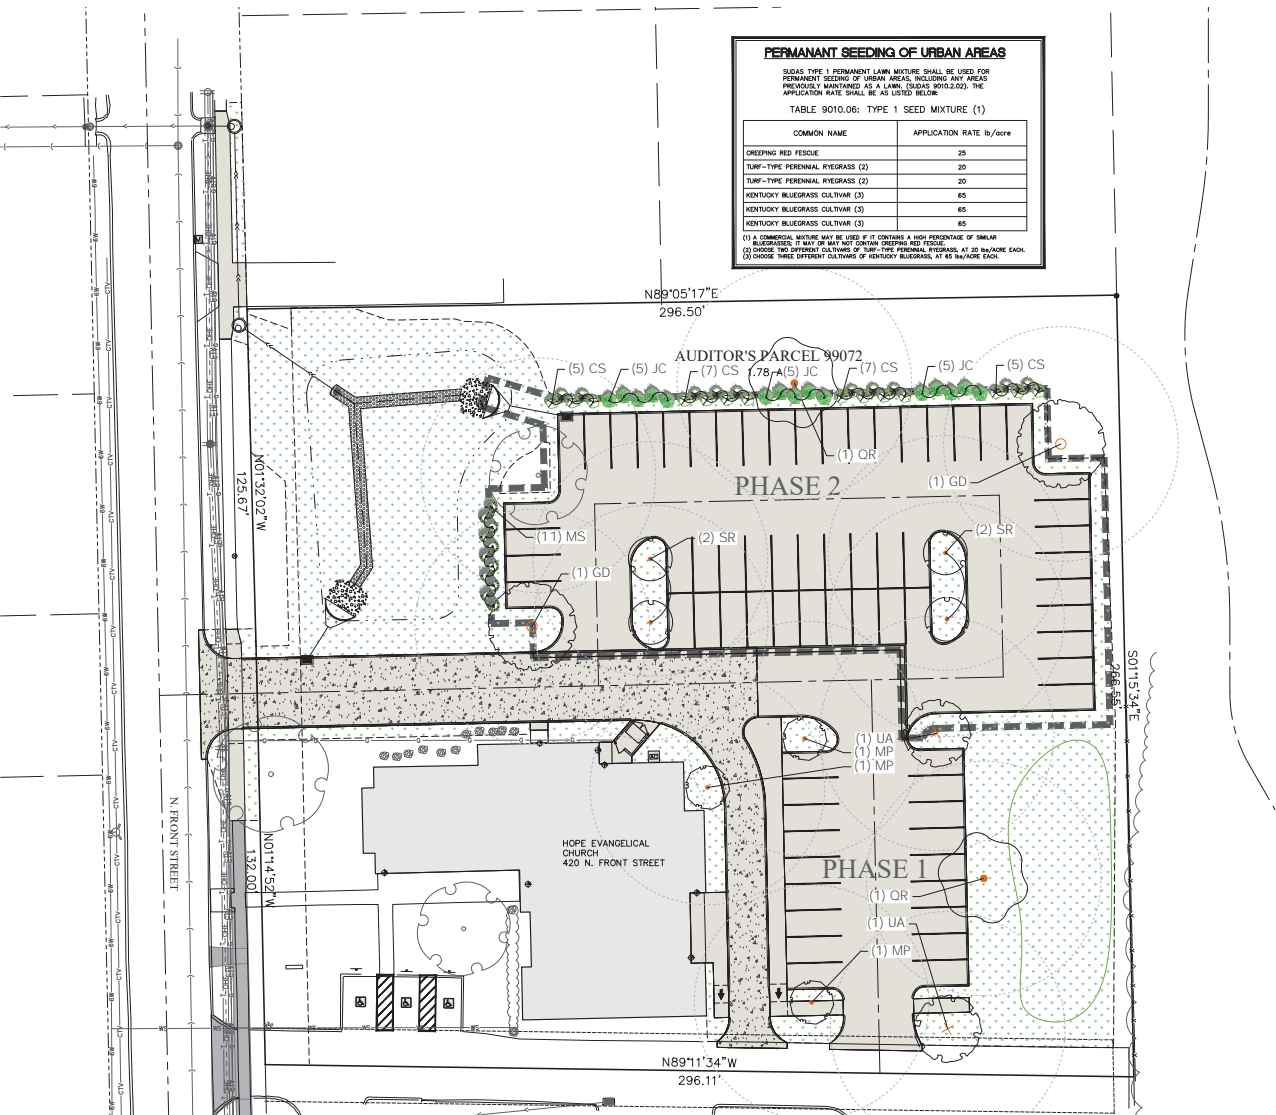 PERMANANT SEEDING OF URBAN AREAS
SUDAS TYPE 1 PERMANENT LAWN MIXTURE SHALL BE USED FOR
PERMANENT SEEDING OF URBAN AREAS, INCLUDING ANY AREAS
PREVIOUSLY MAINTAINED AS A LAWN. (SUDAS 9010.2.02). THE
APPLICATION RATE SHALL BE AS LISTED BELOW:
TABLE 9010.06: TYPE 1 SEED MIXTURE (1)
COMMON NAME APPLICATION RATE lb/acre
CREEPING RED FESCUE 25
TURF-TYPE PERENNIAL RYEGRASS (2) 20
TURF-TYPE PERENNIAL RYEGRASS (2) 20
KENTUCKY BLUEGRASS CULTIVAR (3) 65
KENTUCKY BLUEGRASS CULTIVAR (3) 65
KENTUCKY BLUEGRASS CULTIVAR (3) 65
(1) A COMMERCIAL MIXTURE MAY BE USED IF IT CONTAINS A HIGH PERCENTAGE OF SIMILAR
BLUEGRASSES; IT MAY OR MAY NOT CONTAIN CREEPING RED FESCUE.
(2) CHOOSE TWO DIFFERENT CULTIVARS OF TURF-TYPE PERENNIAL RYEGRASS, AT 20 lbs/ACRE EACH.
(3) CHOOSE THREE DIFFERENT CULTIVARS OF KENTUCKY BLUEGRASS, AT 65 lbs/ACRE EACH.
N89°05'17"E
296.50'
AUDITOR'S PARCEL 99072
1.78 A
(5) CS
(5) JC
(7) CS
(5) JC
(7) CS
(5) JC
(5) CS
(1) QR
(1) GD
PHASE 2
N01°32'02"W
125.67'
(11) MS
(2) SR
(2) SR
(1) GD
S01°15'34"E
266.55'
(1) UA
(1) MP
(1) MP
N. FRONT STREET
N01°14'52"W
132.00'
HOPE EVANGELICAL
CHURCH
420 N. FRONT STREET
PHASE 1
(1) QR
(1) UA
(1) MP
N89°11'34"W
296.11'